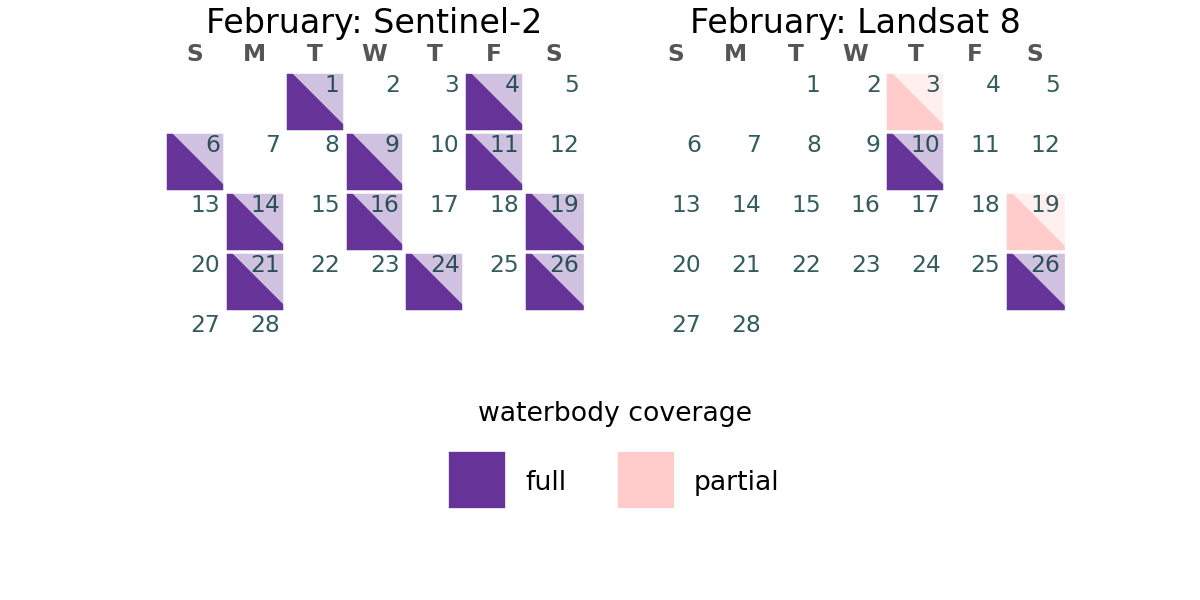 February: Sentinel-2
S M T W T F S
1 2 3 4 5
6 7 8 9 10 11 12
13 14 15 16 17 18 19
20 21 22 23 24 25 26
27 28
February: Landsat 8
S M T W T F S
1 2 3 4 5
6 7 8 9 10 11 12
13 14 15 16 17 18 19
20 21 22 23 24 25 26
27 28
waterbody coverage
full partial